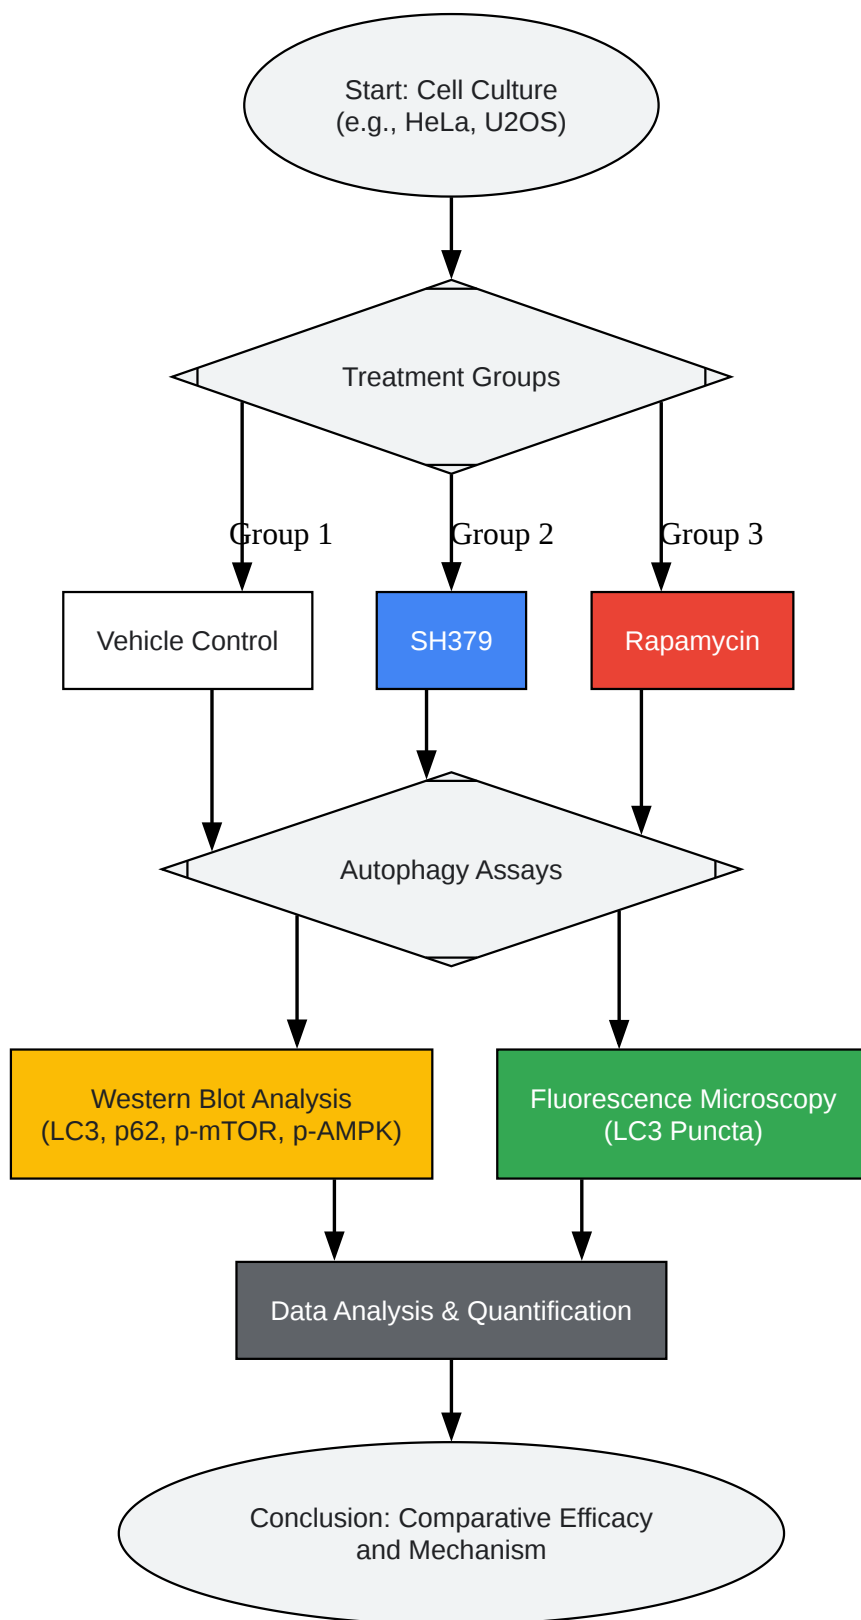 Start: Cell Culture
(e.g., HeLa, U2OS)
Treatment Groups
Group 1
Group 2
Group 3
Vehicle Control
SH379
Rapamycin
Autophagy Assays
Western Blot Analysis
(LC3, p62, p-mTOR, p-AMPK)
Fluorescence Microscopy
(LC3 Puncta)
Data Analysis & Quantification
Conclusion: Comparative Efficacy
and Mechanism